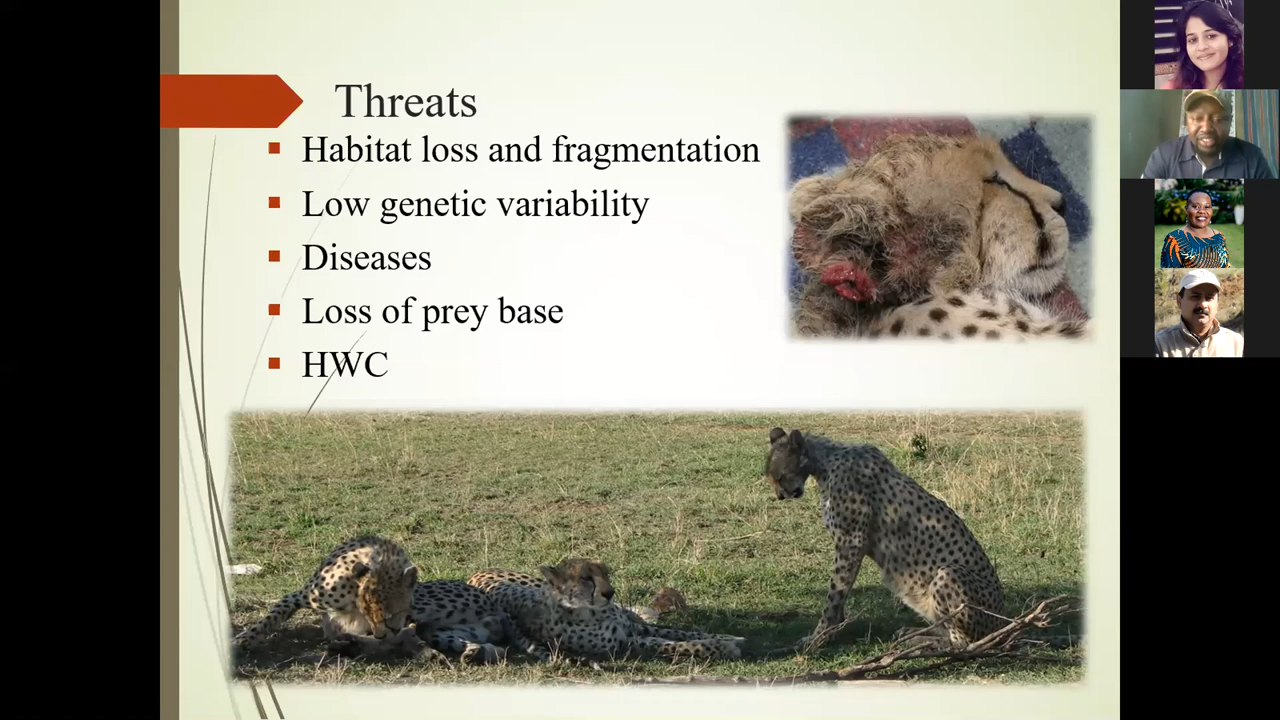 Threats
Habitat loss and fragmentation
Low genetic variability
Diseases
Loss of prey base
HWC